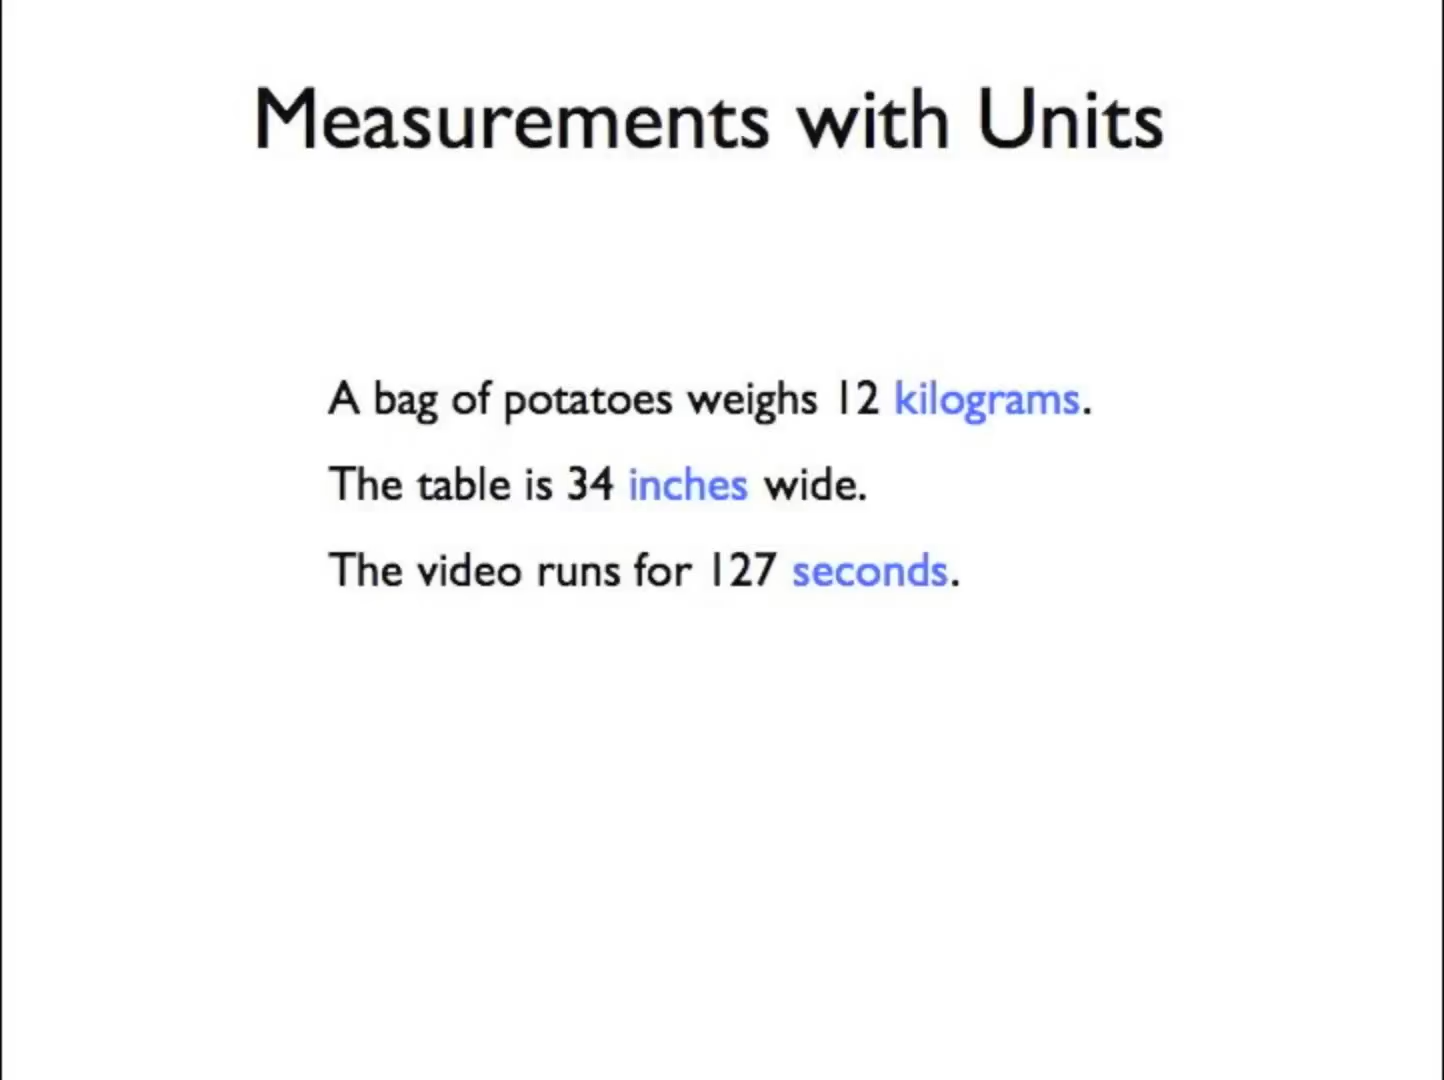 Measurements with Units
A bag of potatoes weighs 12 kilograms.
The table is 34 inches wide.
The video runs for 127 seconds.